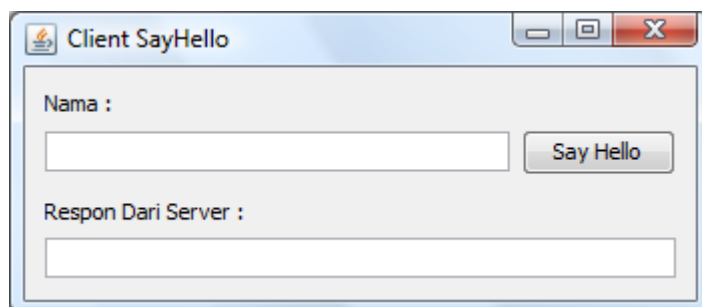 Client SayHello
Nama :
Say Hello
Respon Dari Server :